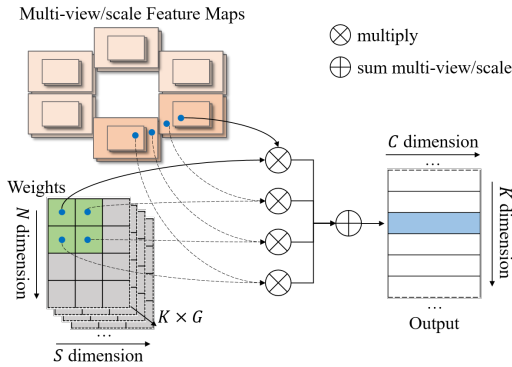 Multi-view/scale Feature Maps
multiply
sum multi-view/scale
C dimension
...
Weights
N dimension
K dimension
K × G
...
...
S dimension
Output